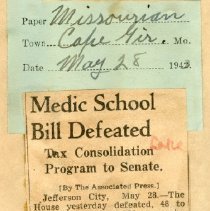 Paper Missourian
Town Cape Gir., Mo.
Date May 28 194
Medic School
Bill Defeated
Tax Consolidation
Program to Senate.
[By The Associated Press.]
Jefferson City, May 28.—The
House yesterday defeated, 48 to